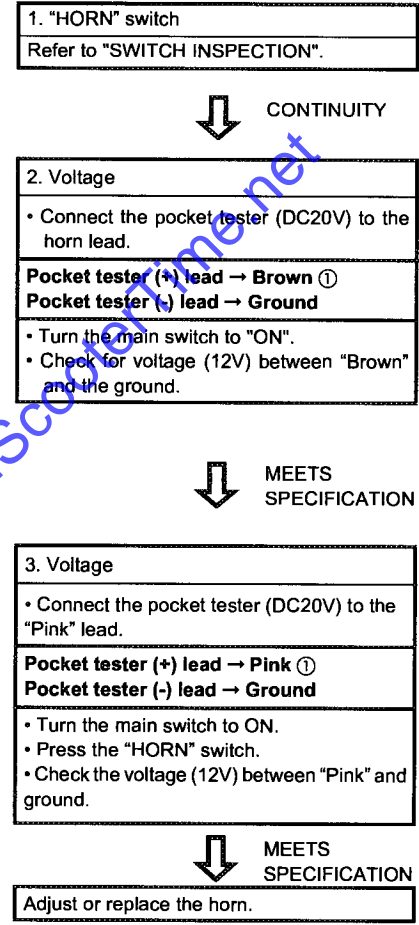 1. “HORN” switch
Refer to "SWITCH INSPECTION".
CONTINUITY
2. Voltage
• Connect the pocket tester (DC20V) to the
horn lead.
Pocket tester (+) lead → Brown ①
Pocket tester (-) lead → Ground
• Turn the main switch to "ON".
• Check for voltage (12V) between “Brown”
and the ground.
MEETS
SPECIFICATION
3. Voltage
• Connect the pocket tester (DC20V) to the
“Pink” lead.
Pocket tester (+) lead → Pink ①
Pocket tester (-) lead → Ground
• Turn the main switch to ON.
• Press the “HORN” switch.
• Check the voltage (12V) between “Pink” and
ground.
MEETS
SPECIFICATION
Adjust or replace the horn.
ScooterTime.net